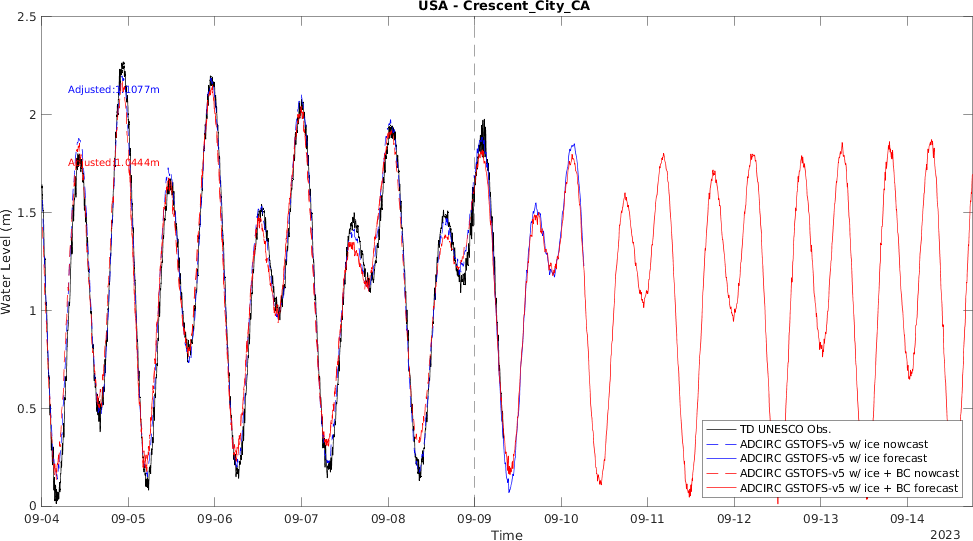 USA - Crescent_City_CA
2.5
2
1.5
1
0.5
0
Water Level (m)
Adjusted:1.1077m
Adjusted:1.0444m
TD UNESCO Obs.
ADCIRC GSTOFS-v5 w/ ice nowcast
ADCIRC GSTOFS-v5 w/ ice forecast
ADCIRC GSTOFS-v5 w/ ice + BC nowcast
ADCIRC GSTOFS-v5 w/ ice + BC forecast
09-04 09-05 09-06 09-07 09-08 09-09 09-10 09-11 09-12 09-13 09-14
Time
2023